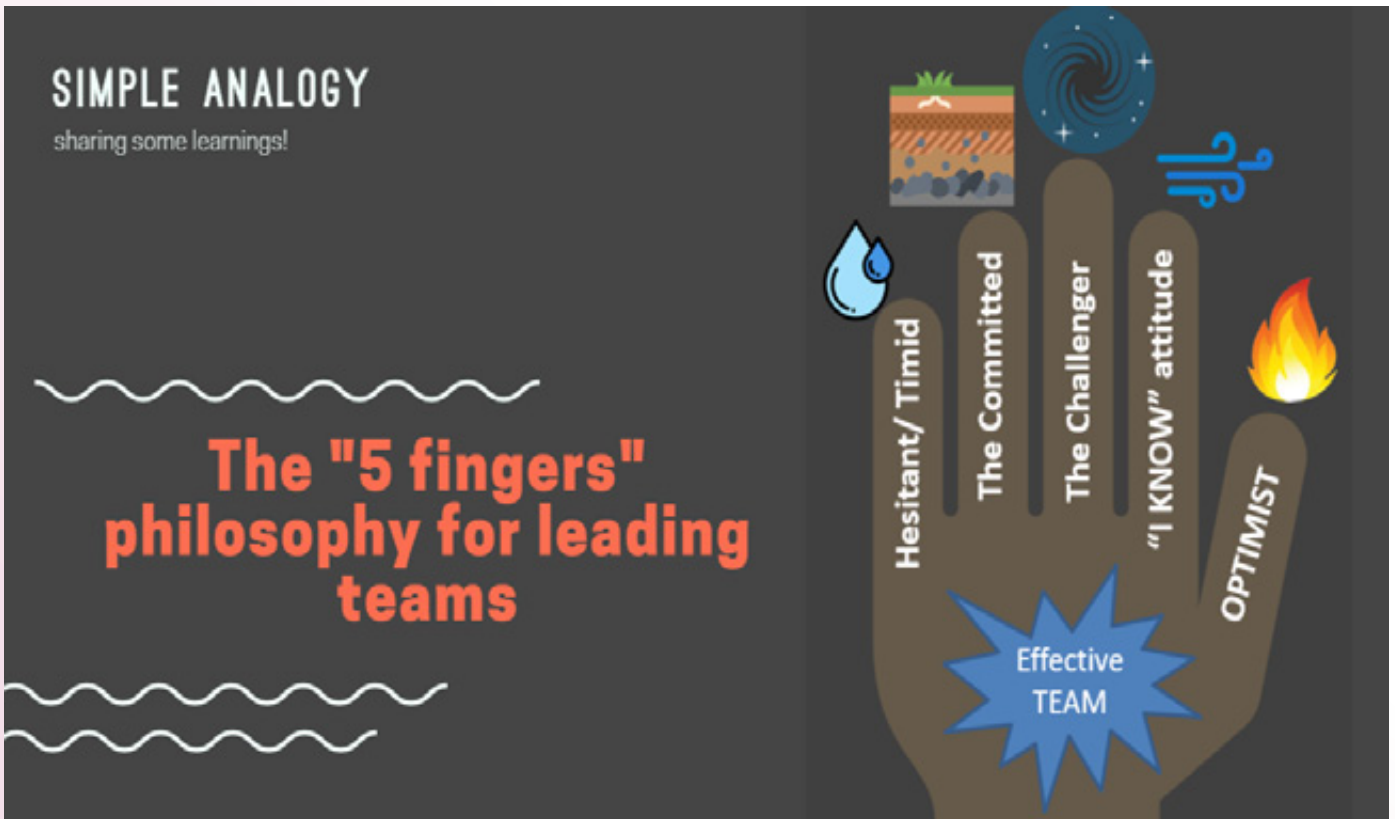 SIMPLE ANALOGY
sharing some learnings!
The "5 fingers"
philosophy for leading
teams
Hesitant/ Timid
The Committed
The Challenger
“I KNOW” attitude
OPTIMIST
Effective
TEAM